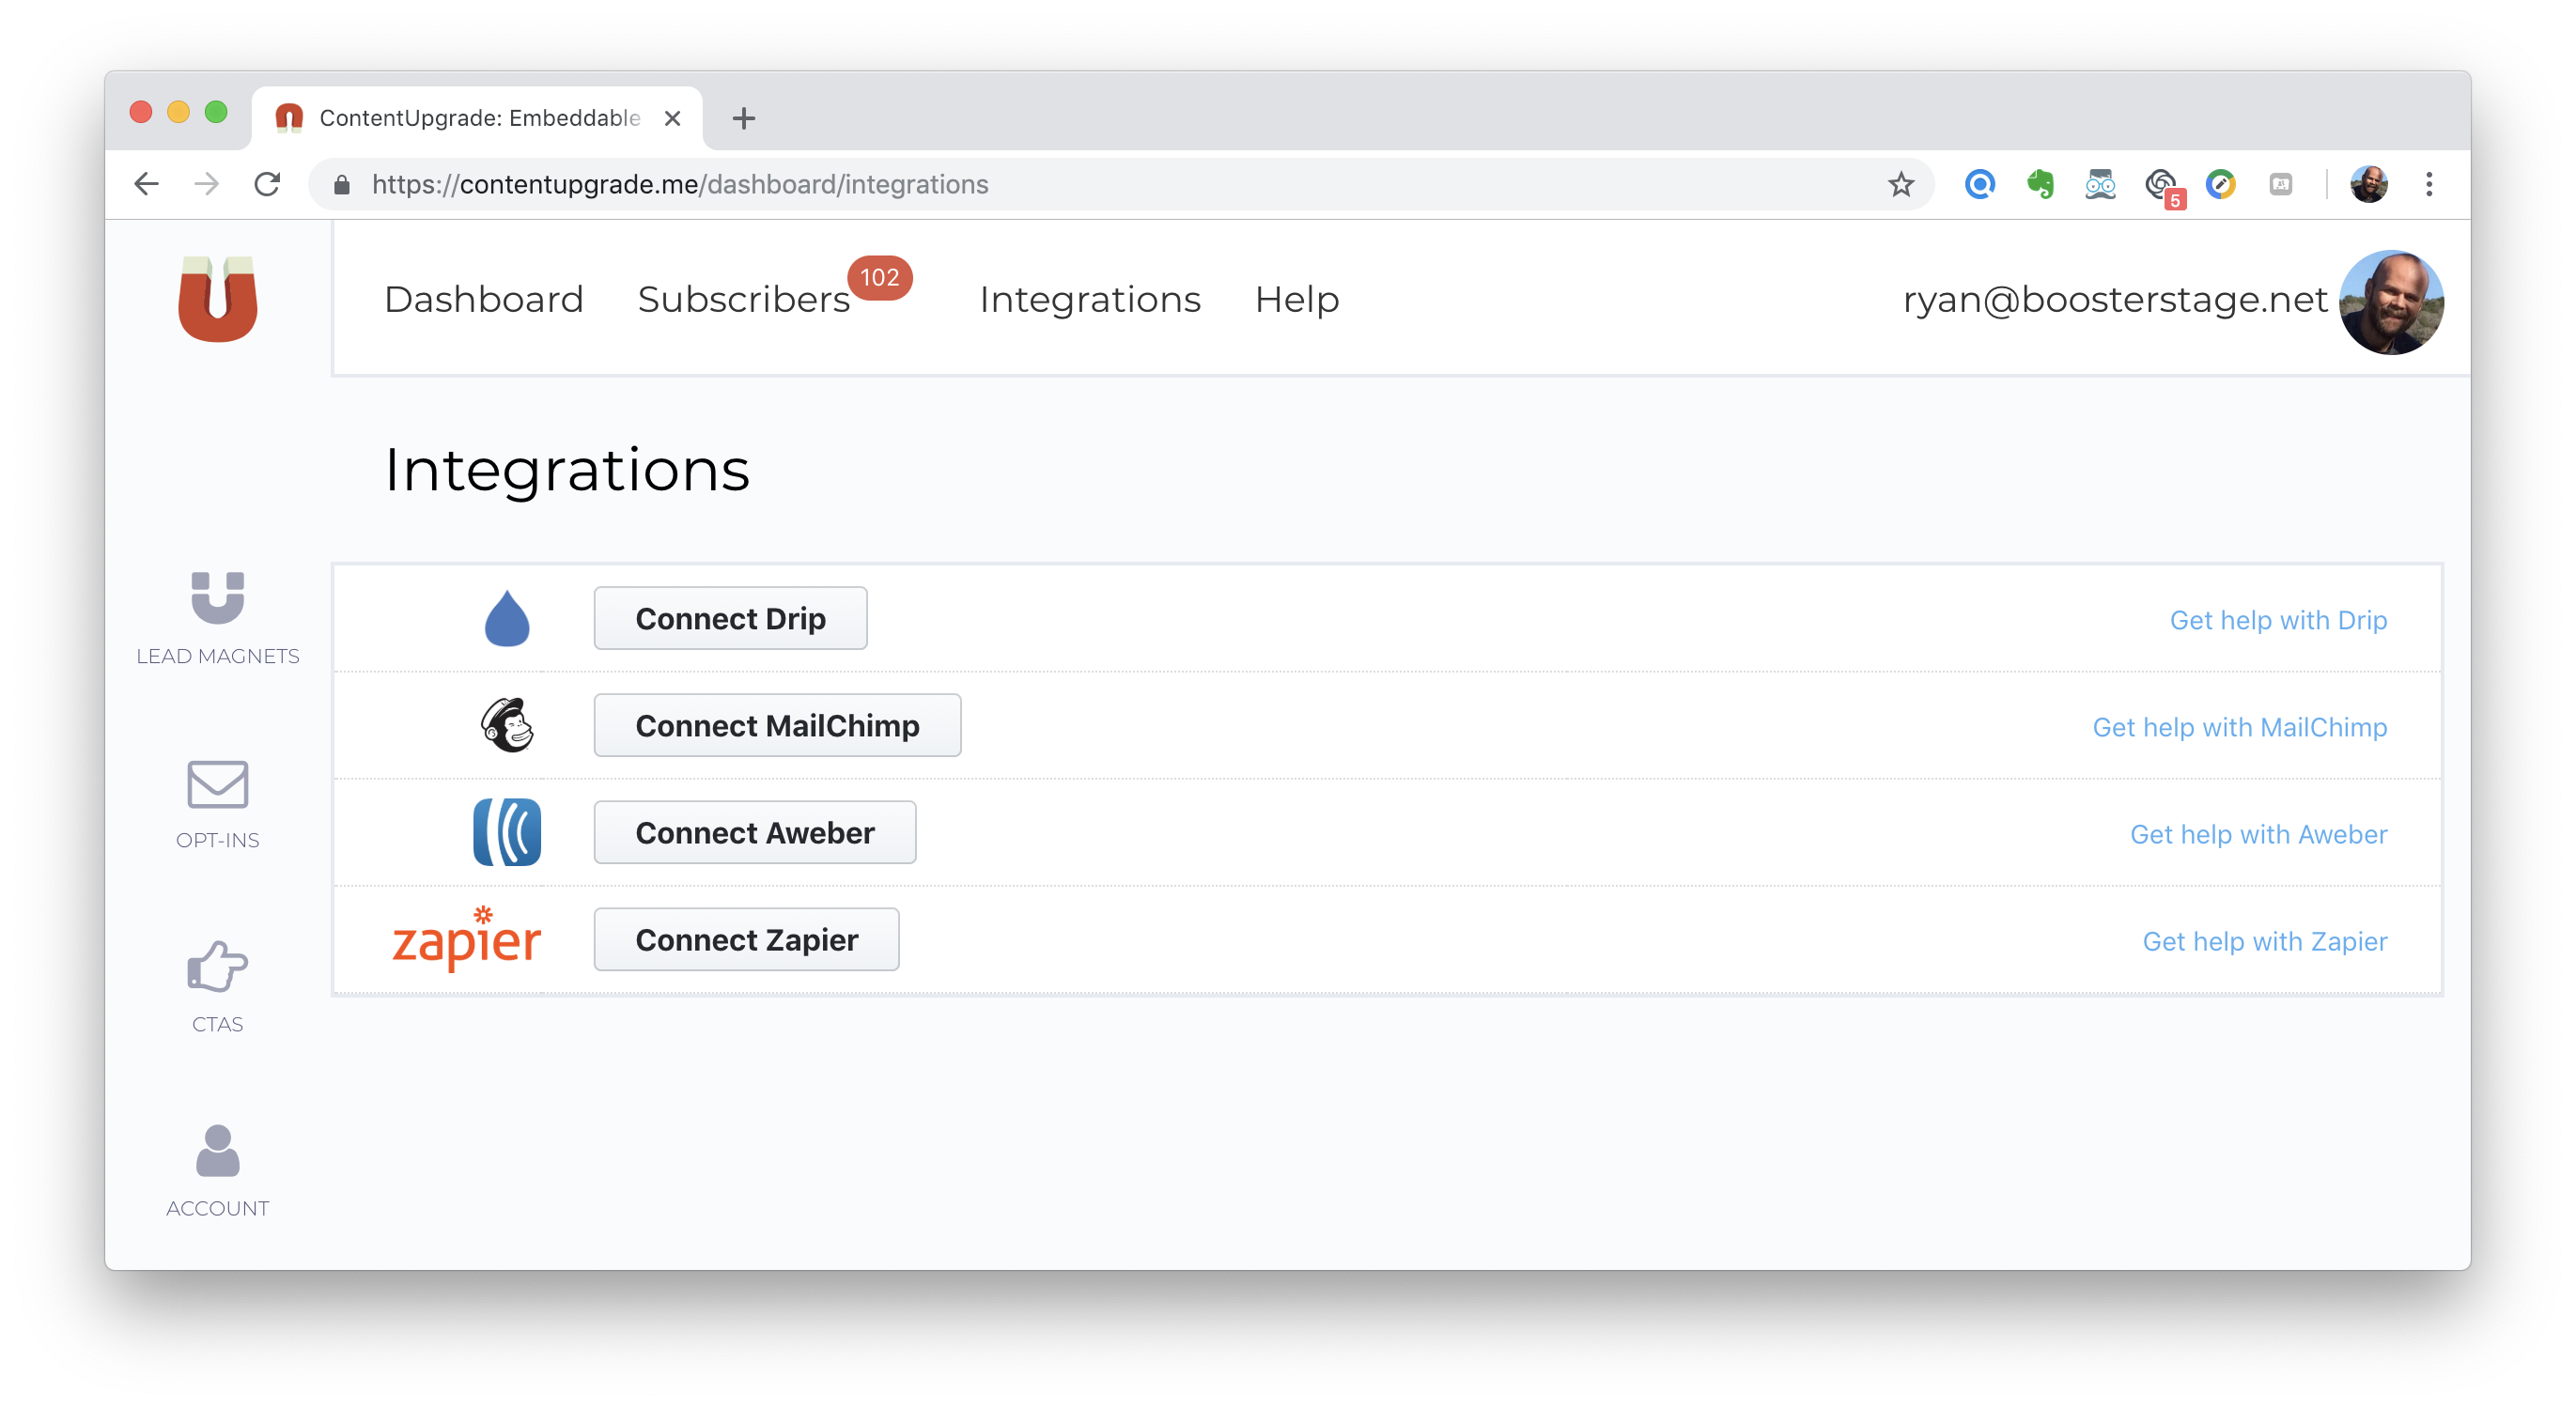 ContentUpgrade: Embeddable
https://contentupgrade.me/dashboard/integrations
5
Dashboard Subscribers 102 Integrations Help ryan@boosterstage.net
Integrations
LEAD MAGNETS
OPT-INS
CTAS
ACCOUNT
Connect Drip Get help with Drip
Connect MailChimp Get help with MailChimp
Connect Aweber Get help with Aweber
zapier Connect Zapier Get help with Zapier